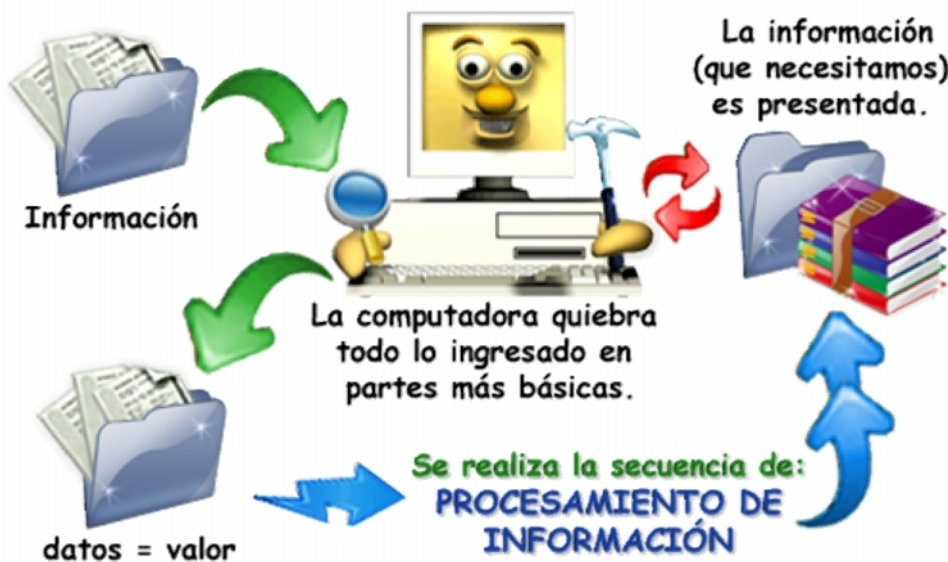 Información
La computadora quiebra
todo lo ingresado en
partes más básicas.
datos = valor
Se realiza la secuencia de:
PROCESAMIENTO DE
INFORMACIÓN
La información
(que necesitamos)
es presentada.